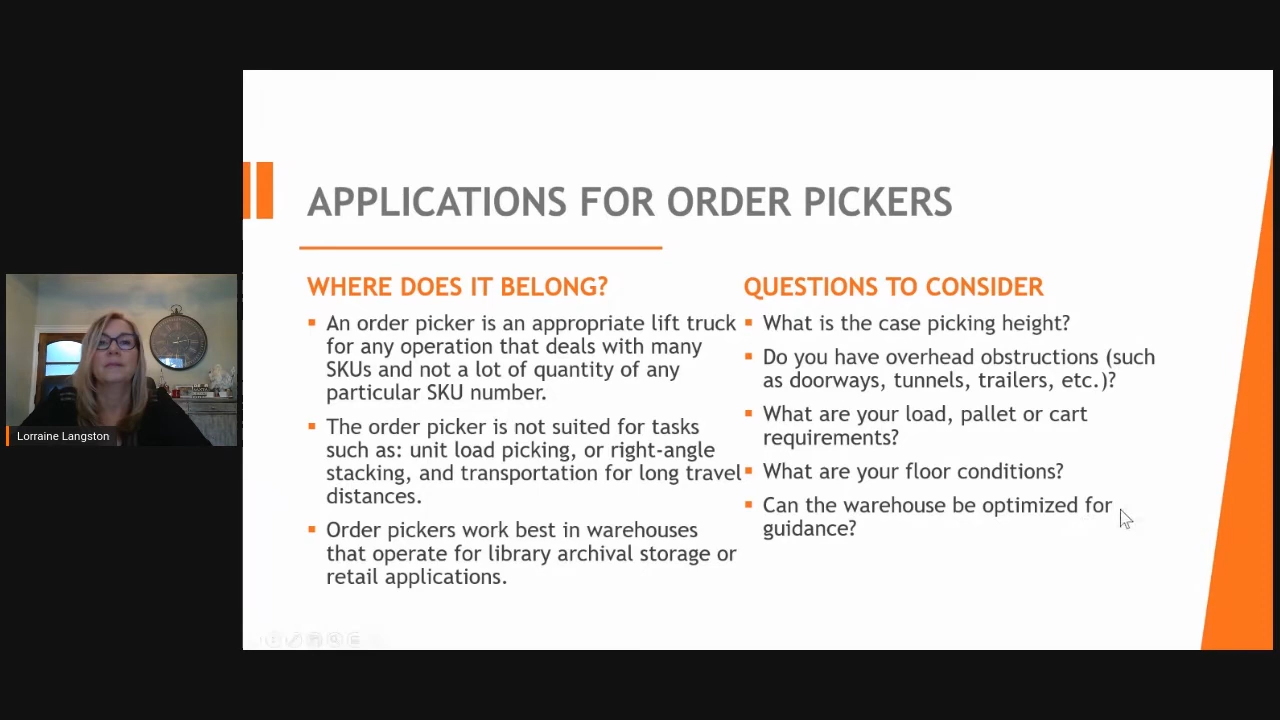 APPLICATIONS FOR ORDER PICKERS
WHERE DOES IT BELONG?
▪ An order picker is an appropriate lift truck
for any operation that deals with many
SKUs and not a lot of quantity of any
particular SKU number.
▪ The order picker is not suited for tasks
such as: unit load picking, or right-angle
stacking, and transportation for long travel
distances.
▪ Order pickers work best in warehouses
that operate for library archival storage or
retail applications.
QUESTIONS TO CONSIDER
▪ What is the case picking height?
▪ Do you have overhead obstructions (such
as doorways, tunnels, trailers, etc.)?
▪ What are your load, pallet or cart
requirements?
▪ What are your floor conditions?
▪ Can the warehouse be optimized for
guidance?
Lorraine Langston